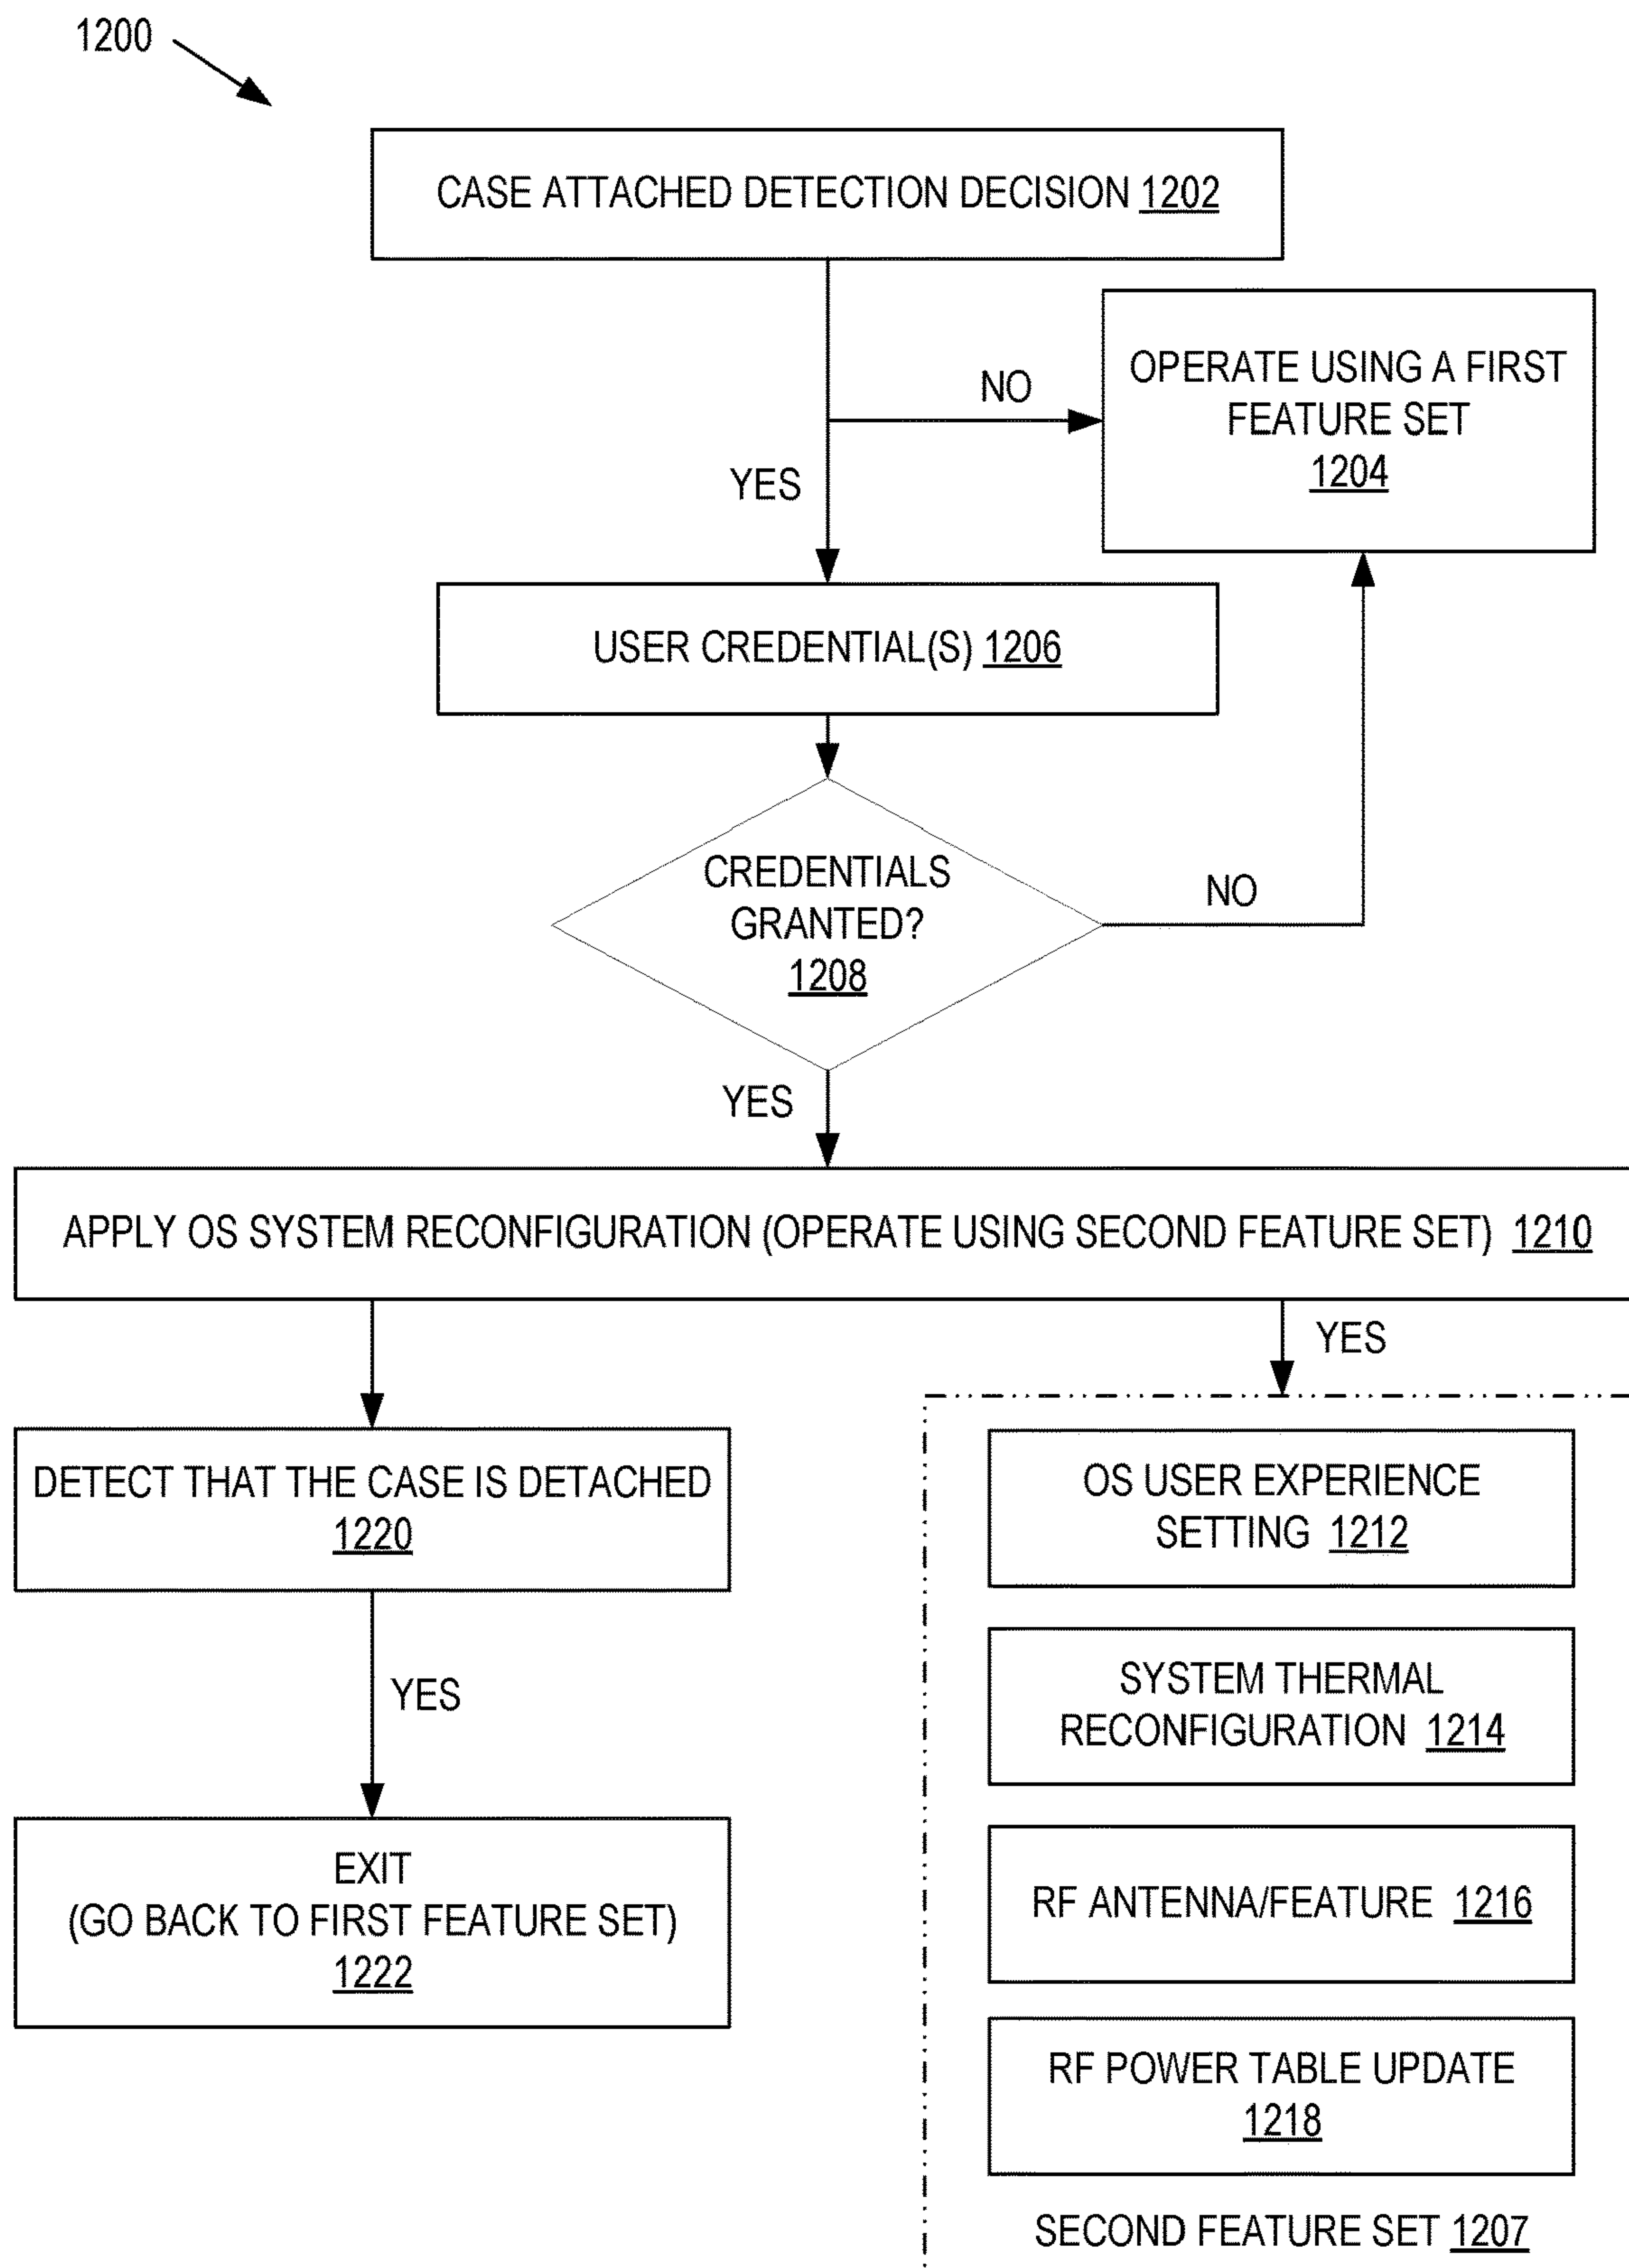 1200
CASE ATTACHED DETECTION DECISION 1202
OPERATE USING A FIRST
FEATURE SET
1204
NO
YES
USER CREDENTIAL(S) 1206
CREDENTIALS
GRANTED?
1208
NO
YES
APPLY OS SYSTEM RECONFIGURATION (OPERATE USING SECOND FEATURE SET) 1210
YES
DETECT THAT THE CASE IS DETACHED
1220
YES
EXIT
(GO BACK TO FIRST FEATURE SET)
1222
OS USER EXPERIENCE
SETTING 1212
SYSTEM THERMAL
RECONFIGURATION 1214
RF ANTENNA/FEATURE 1216
RF POWER TABLE UPDATE
1218
SECOND FEATURE SET 1207